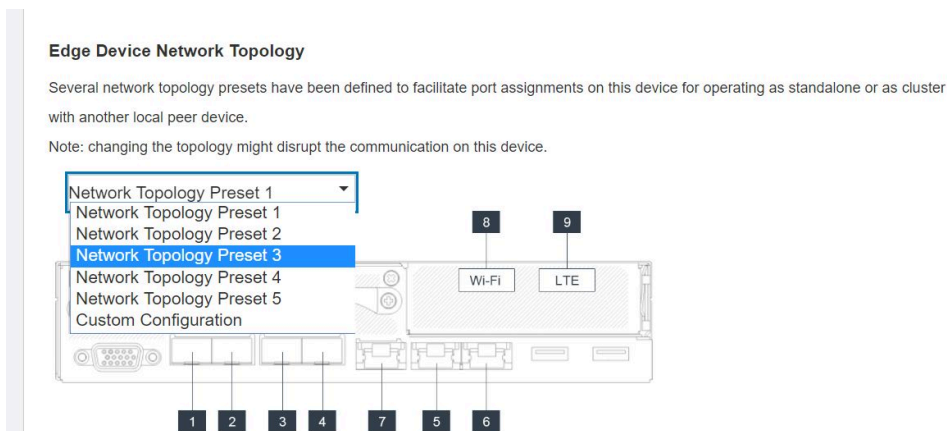 Edge Device Network Topology
Several network topology presets have been defined to facilitate port assignments on this device for operating as standalone or as cluster
with another local peer device.
Note: changing the topology might disrupt the communication on this device.
Network Topology Preset 1
Network Topology Preset 1
Network Topology Preset 2
Network Topology Preset 3
Network Topology Preset 4
Network Topology Preset 5
Custom Configuration
8 9
Wi-Fi LTE
1 2 3 4 7 5 6